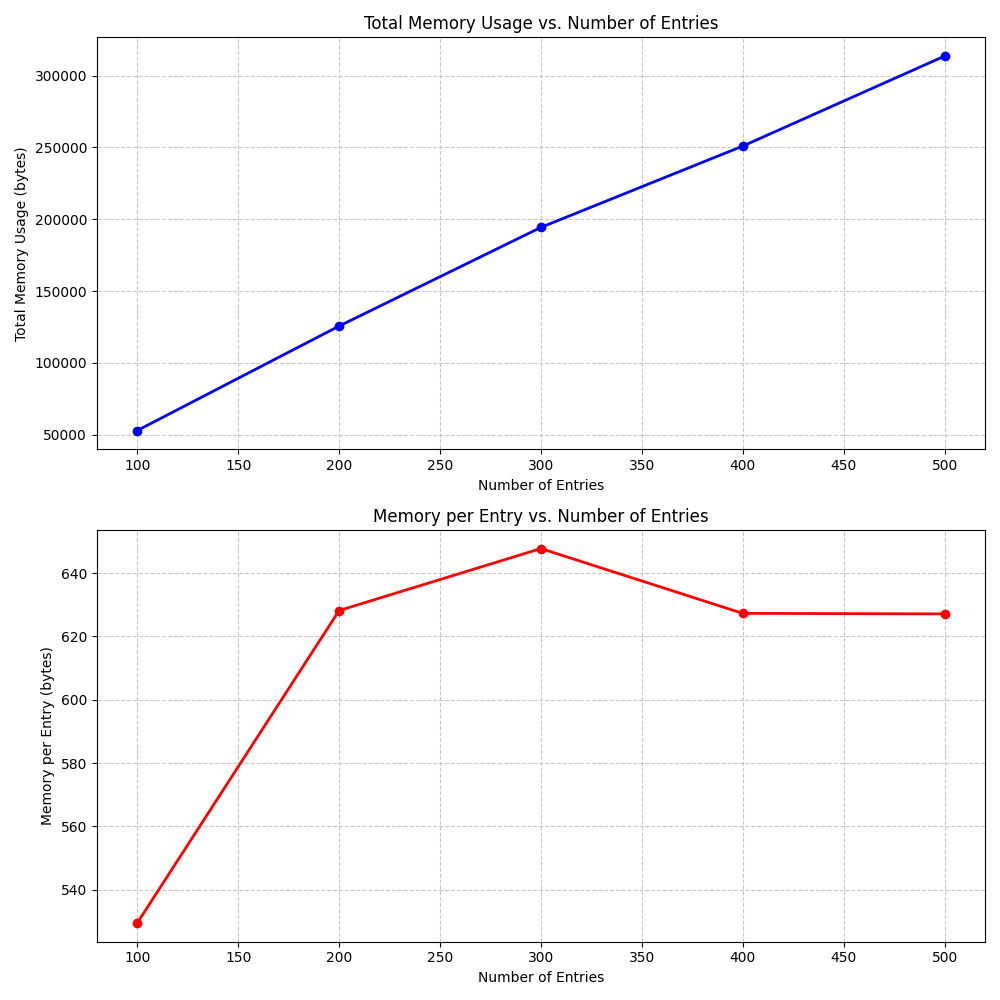 Total Memory Usage vs. Number of Entries
Total Memory Usage (bytes)
300000
250000
200000
150000
100000
50000
100 150 200 250 300 350 400 450 500
Number of Entries
Memory per Entry vs. Number of Entries
Memory per Entry (bytes)
640
620
600
580
560
540
100 150 200 250 300 350 400 450 500
Number of Entries